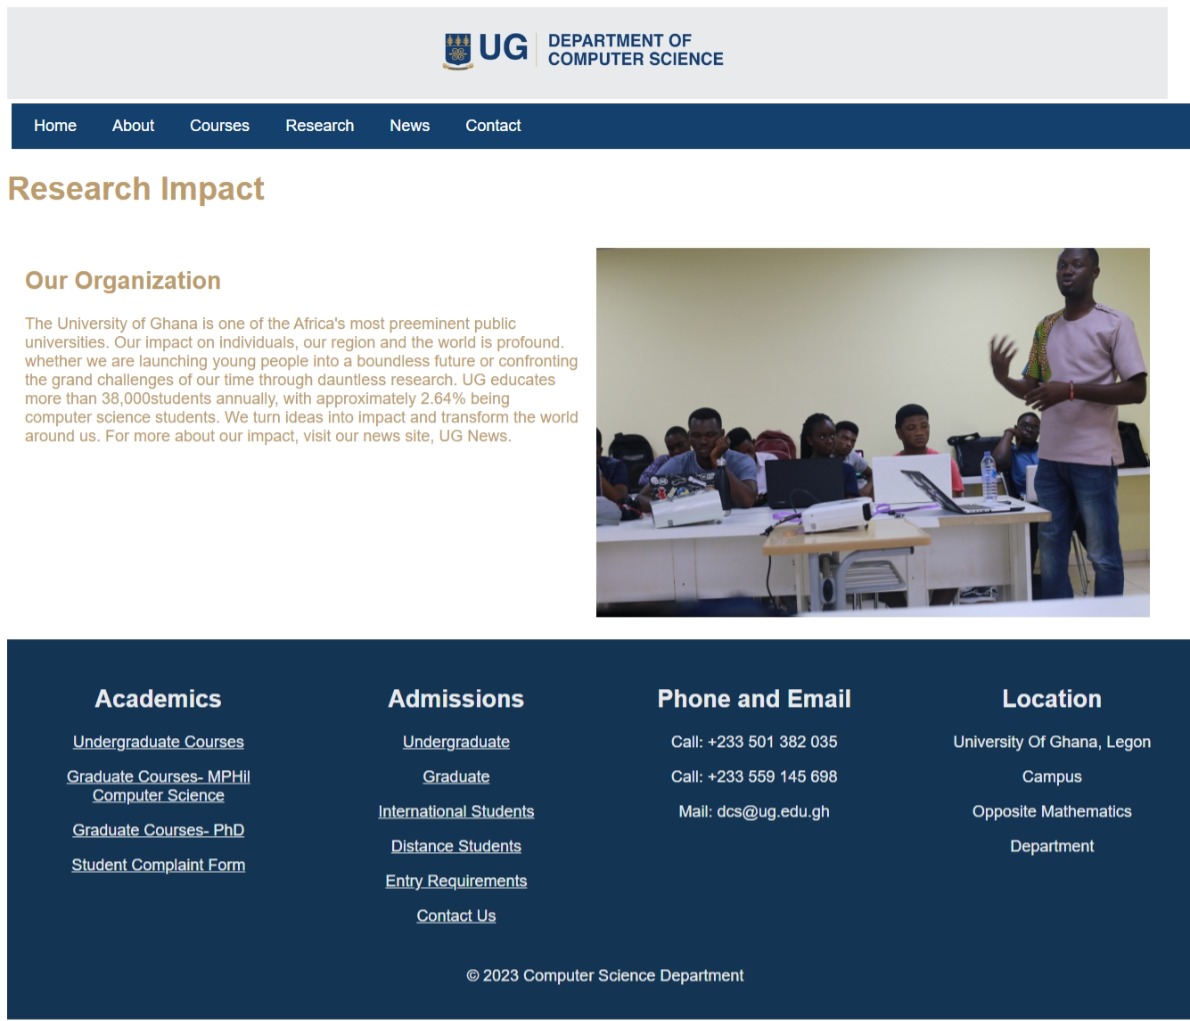 UG DEPARTMENT OF
COMPUTER SCIENCE
Home About Courses Research News Contact
Research Impact
Our Organization
The University of Ghana is one of the Africa's most preeminent public
universities. Our impact on individuals, our region and the world is profound.
whether we are launching young people into a boundless future or confronting
the grand challenges of our time through dauntless research. UG educates
more than 38,000students annually, with approximately 2.64% being
computer science students. We turn ideas into impact and transform the world
around us. For more about our impact, visit our news site, UG News.
Academics
Undergraduate Courses
Graduate Courses- MPHil
Computer Science
Graduate Courses- PhD
Student Complaint Form
Admissions
Undergraduate
Graduate
International Students
Distance Students
Entry Requirements
Contact Us
Phone and Email
Call: +233 501 382 035
Call: +233 559 145 698
Mail: dcs@ug.edu.gh
Location
University Of Ghana, Legon
Campus
Opposite Mathematics
Department
© 2023 Computer Science Department